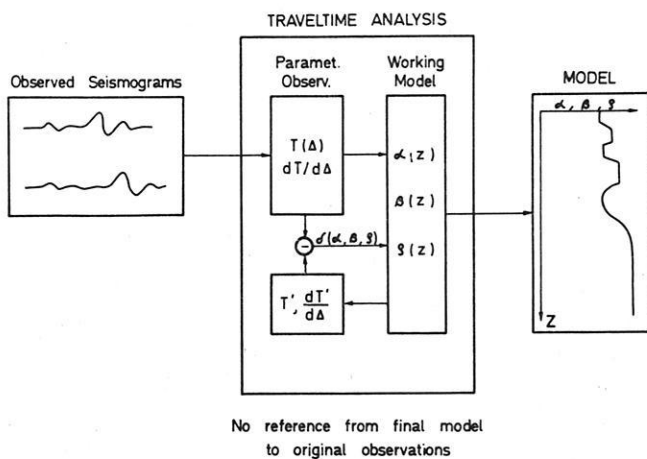 TRAVELTIME ANALYSIS
Observed Seismograms
Paramet.
Observ.
Working
Model
MODEL
α, β, ϱ
T(Δ)
dT/dΔ
α(z)
β(z)
ϱ(z)
−
δ(α, β, ϱ)
T', dT'/dΔ
Z
No reference from final model
to original observations